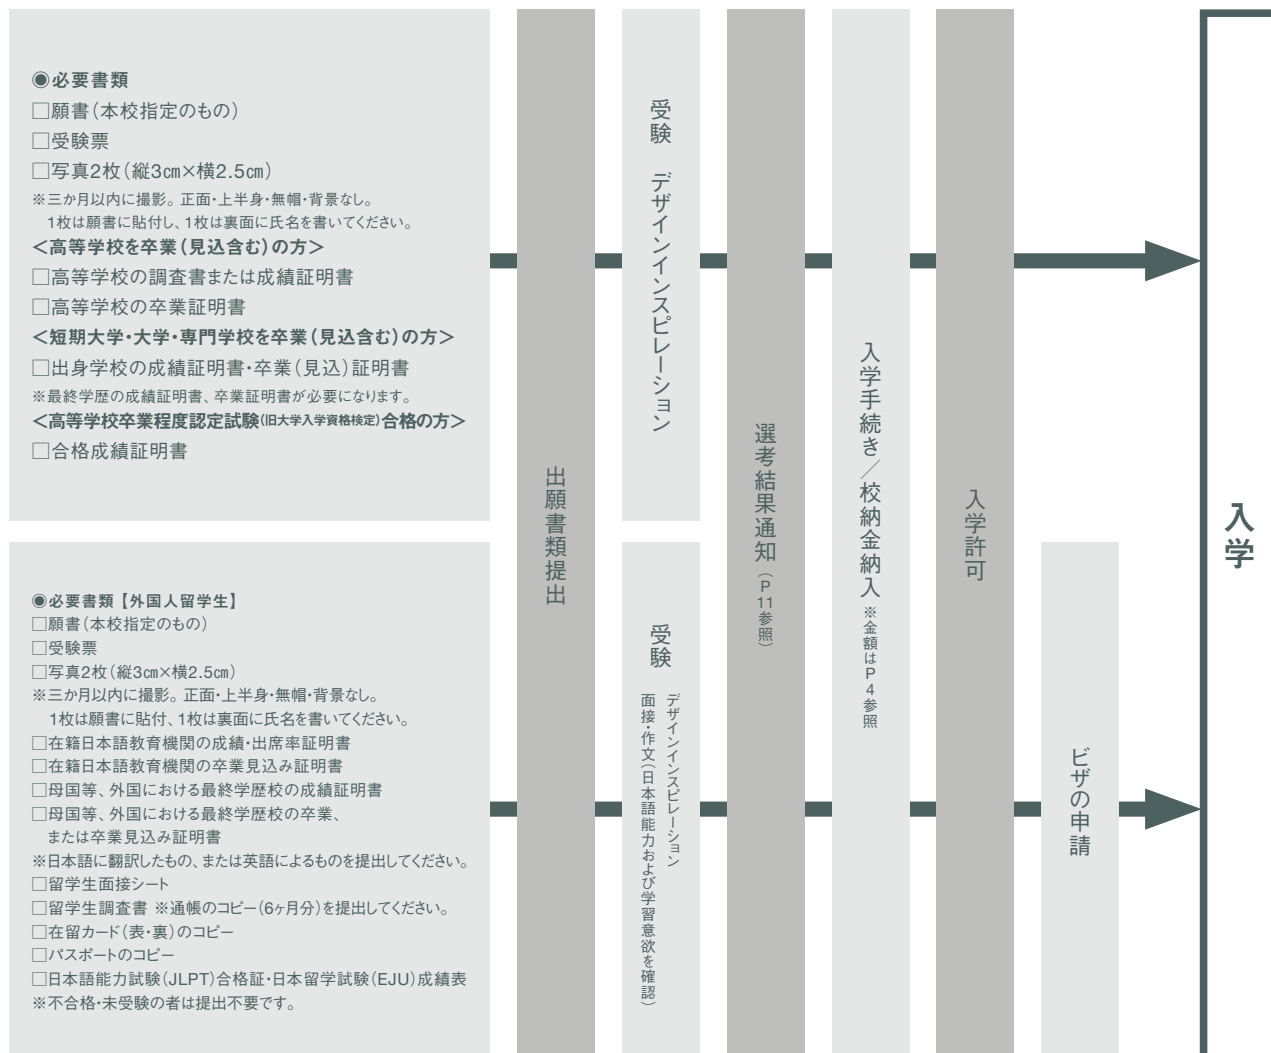 ◉必要書類
□願書（本校指定のもの）
□受験票
□写真2枚（縦3㎝×横2.5㎝）
※三か月以内に撮影。正面・上半身・無帽・背景なし。
1枚は願書に貼付し、1枚は裏面に氏名を書いてください。
＜高等学校を卒業（見込含む）の方＞
□高等学校の調査書または成績証明書
□高等学校の卒業証明書
＜短期大学・大学・専門学校を卒業（見込含む）の方＞
□出身学校の成績証明書・卒業（見込）証明書
※最終学歴の成績証明書、卒業証明書が必要になります。
＜高等学校卒業程度認定試験(旧大学入学資格検定)合格の方＞
□合格成績証明書
◉必要書類【外国人留学生】
□願書（本校指定のもの）
□受験票
□写真2枚（縦3㎝×横2.5㎝）
※三か月以内に撮影。正面・上半身・無帽・背景なし。
1枚は願書に貼付、1枚は裏面に氏名を書いてください。
□在籍日本語教育機関の成績・出席率証明書
□在籍日本語教育機関の卒業見込み証明書
□母国等、外国における最終学歴校の成績証明書
□母国等、外国における最終学歴校の卒業、
または卒業見込み証明書
※日本語に翻訳したもの、または英語によるものを提出してください。
□留学生面接シート
□留学生調査書 ※通帳のコピー（6ヶ月分）を提出してください。
□在留カード（表・裏）のコピー
□パスポートのコピー
□日本語能力試験（JLPT）合格証・日本留学試験（EJU）成績表
※不合格・未受験の者は提出不要です。
出願書類提出
受験 デザインインスピレーション
受験
デザインインスピレーション
面接・作文（日本語能力および学習意欲を確認）
選考結果通知（P11参照）
入学手続き／校納金納入 ※金額はP4参照
入学許可
ビザの申請
入学